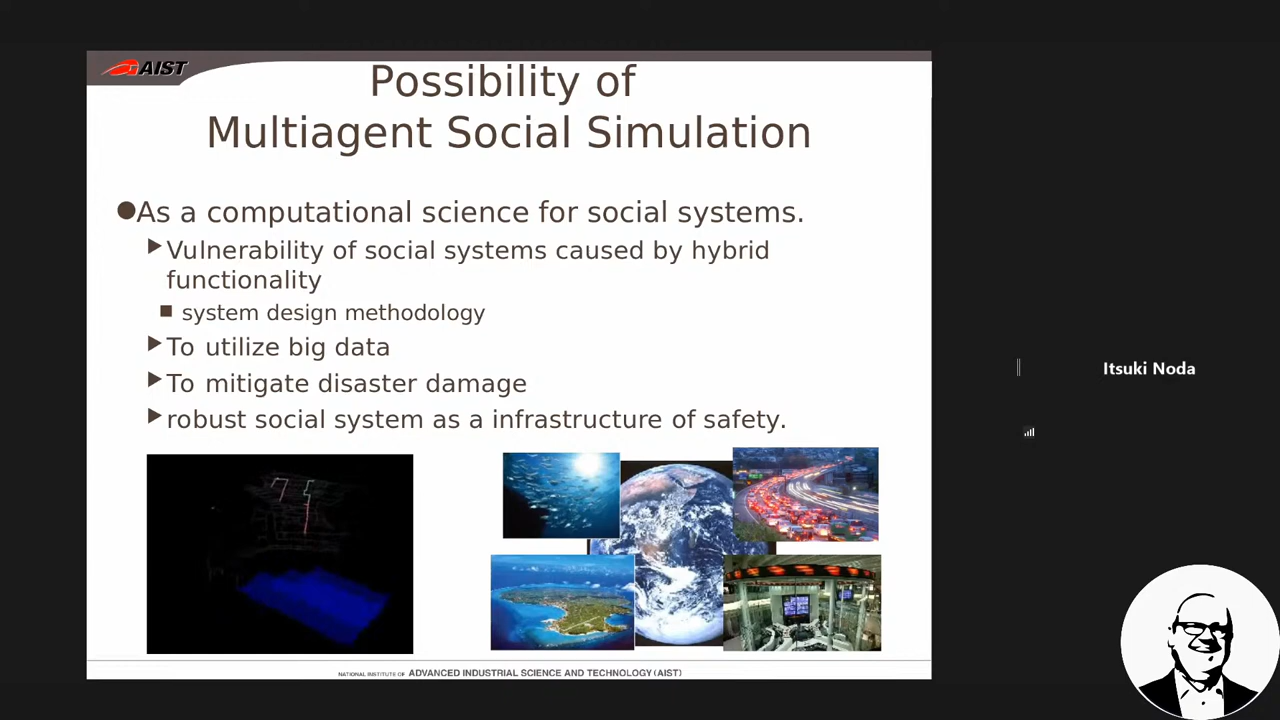 AIST
Possibility of
Multiagent Social Simulation
As a computational science for social systems.
Vulnerability of social systems caused by hybrid
functionality
system design methodology
To utilize big data
To mitigate disaster damage
robust social system as a infrastructure of safety.
NATIONAL INSTITUTE OF ADVANCED INDUSTRIAL SCIENCE AND TECHNOLOGY (AIST)
Itsuki Noda